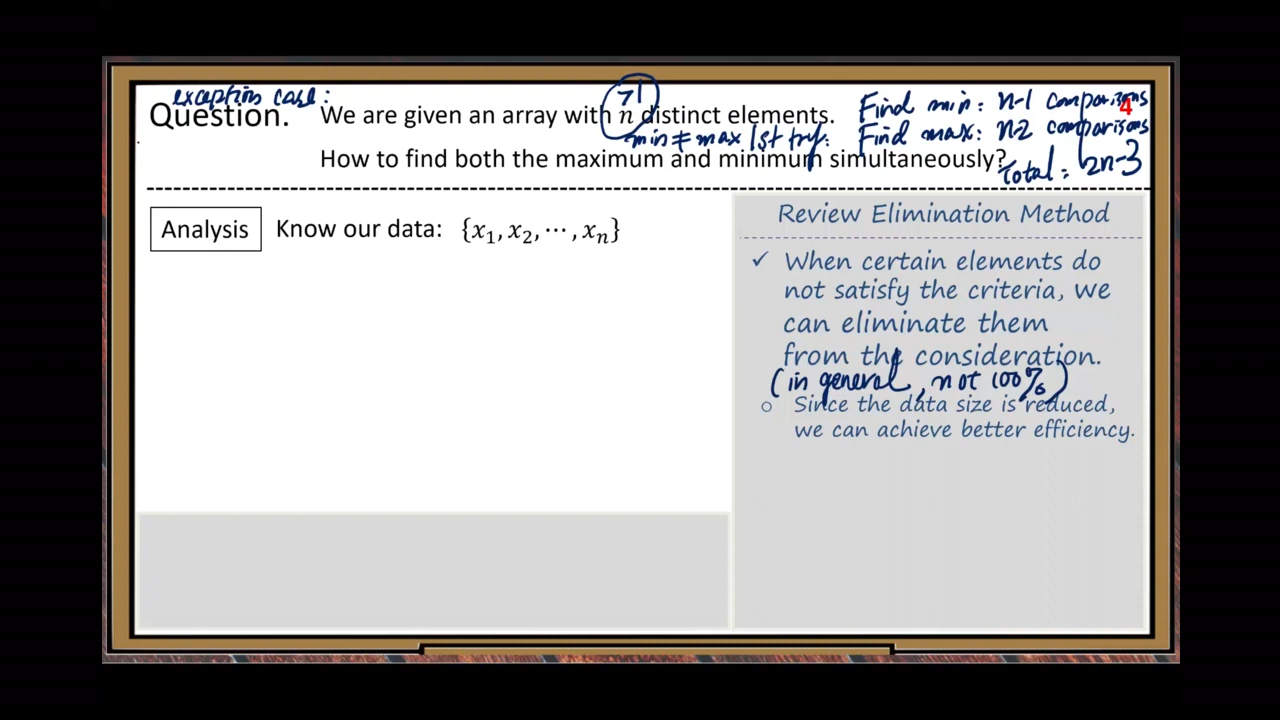 exception case:
Question. We are given an array with n distinct elements.
>1
min ≠ max 1st try:
Find min: n-1 comparisons
4
Find max: n-2 comparisons
How to find both the maximum and minimum simultaneously?
Total: 2n-3
Analysis Know our data: {x₁, x₂, ⋯, xₙ}
Review Elimination Method
✓ When certain elements do
not satisfy the criteria, we
can eliminate them
from the consideration.
(in general, not 100%)
○ Since the data size is reduced,
we can achieve better efficiency.